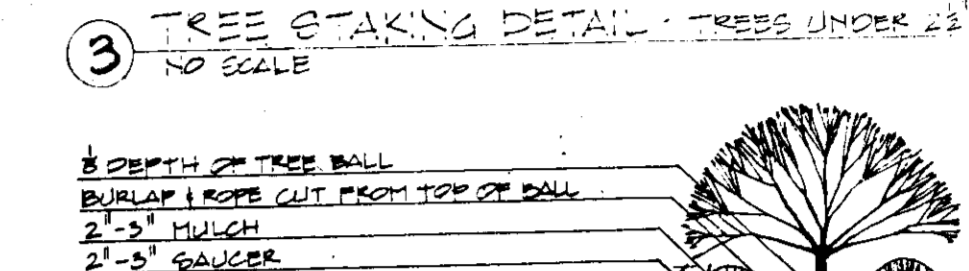 3 TREE STAKING DETAIL - TREES UNDER 2½"
NO SCALE
⅛ DEPTH OF TREE BALL
BURLAP & ROPE CUT FROM TOP OF BALL
2"-3" MULCH
2"-3" SAUCER